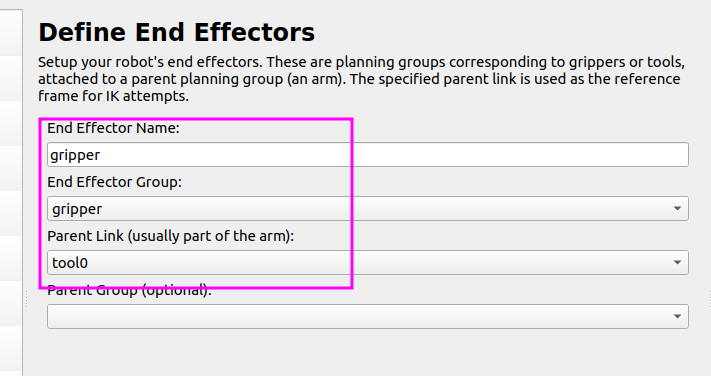 Define End Effectors
Setup your robot's end effectors. These are planning groups corresponding to grippers or tools,
attached to a parent planning group (an arm). The specified parent link is used as the reference
frame for IK attempts.
End Effector Name:
gripper
End Effector Group:
gripper
Parent Link (usually part of the arm):
tool0
Parent Group (optional):